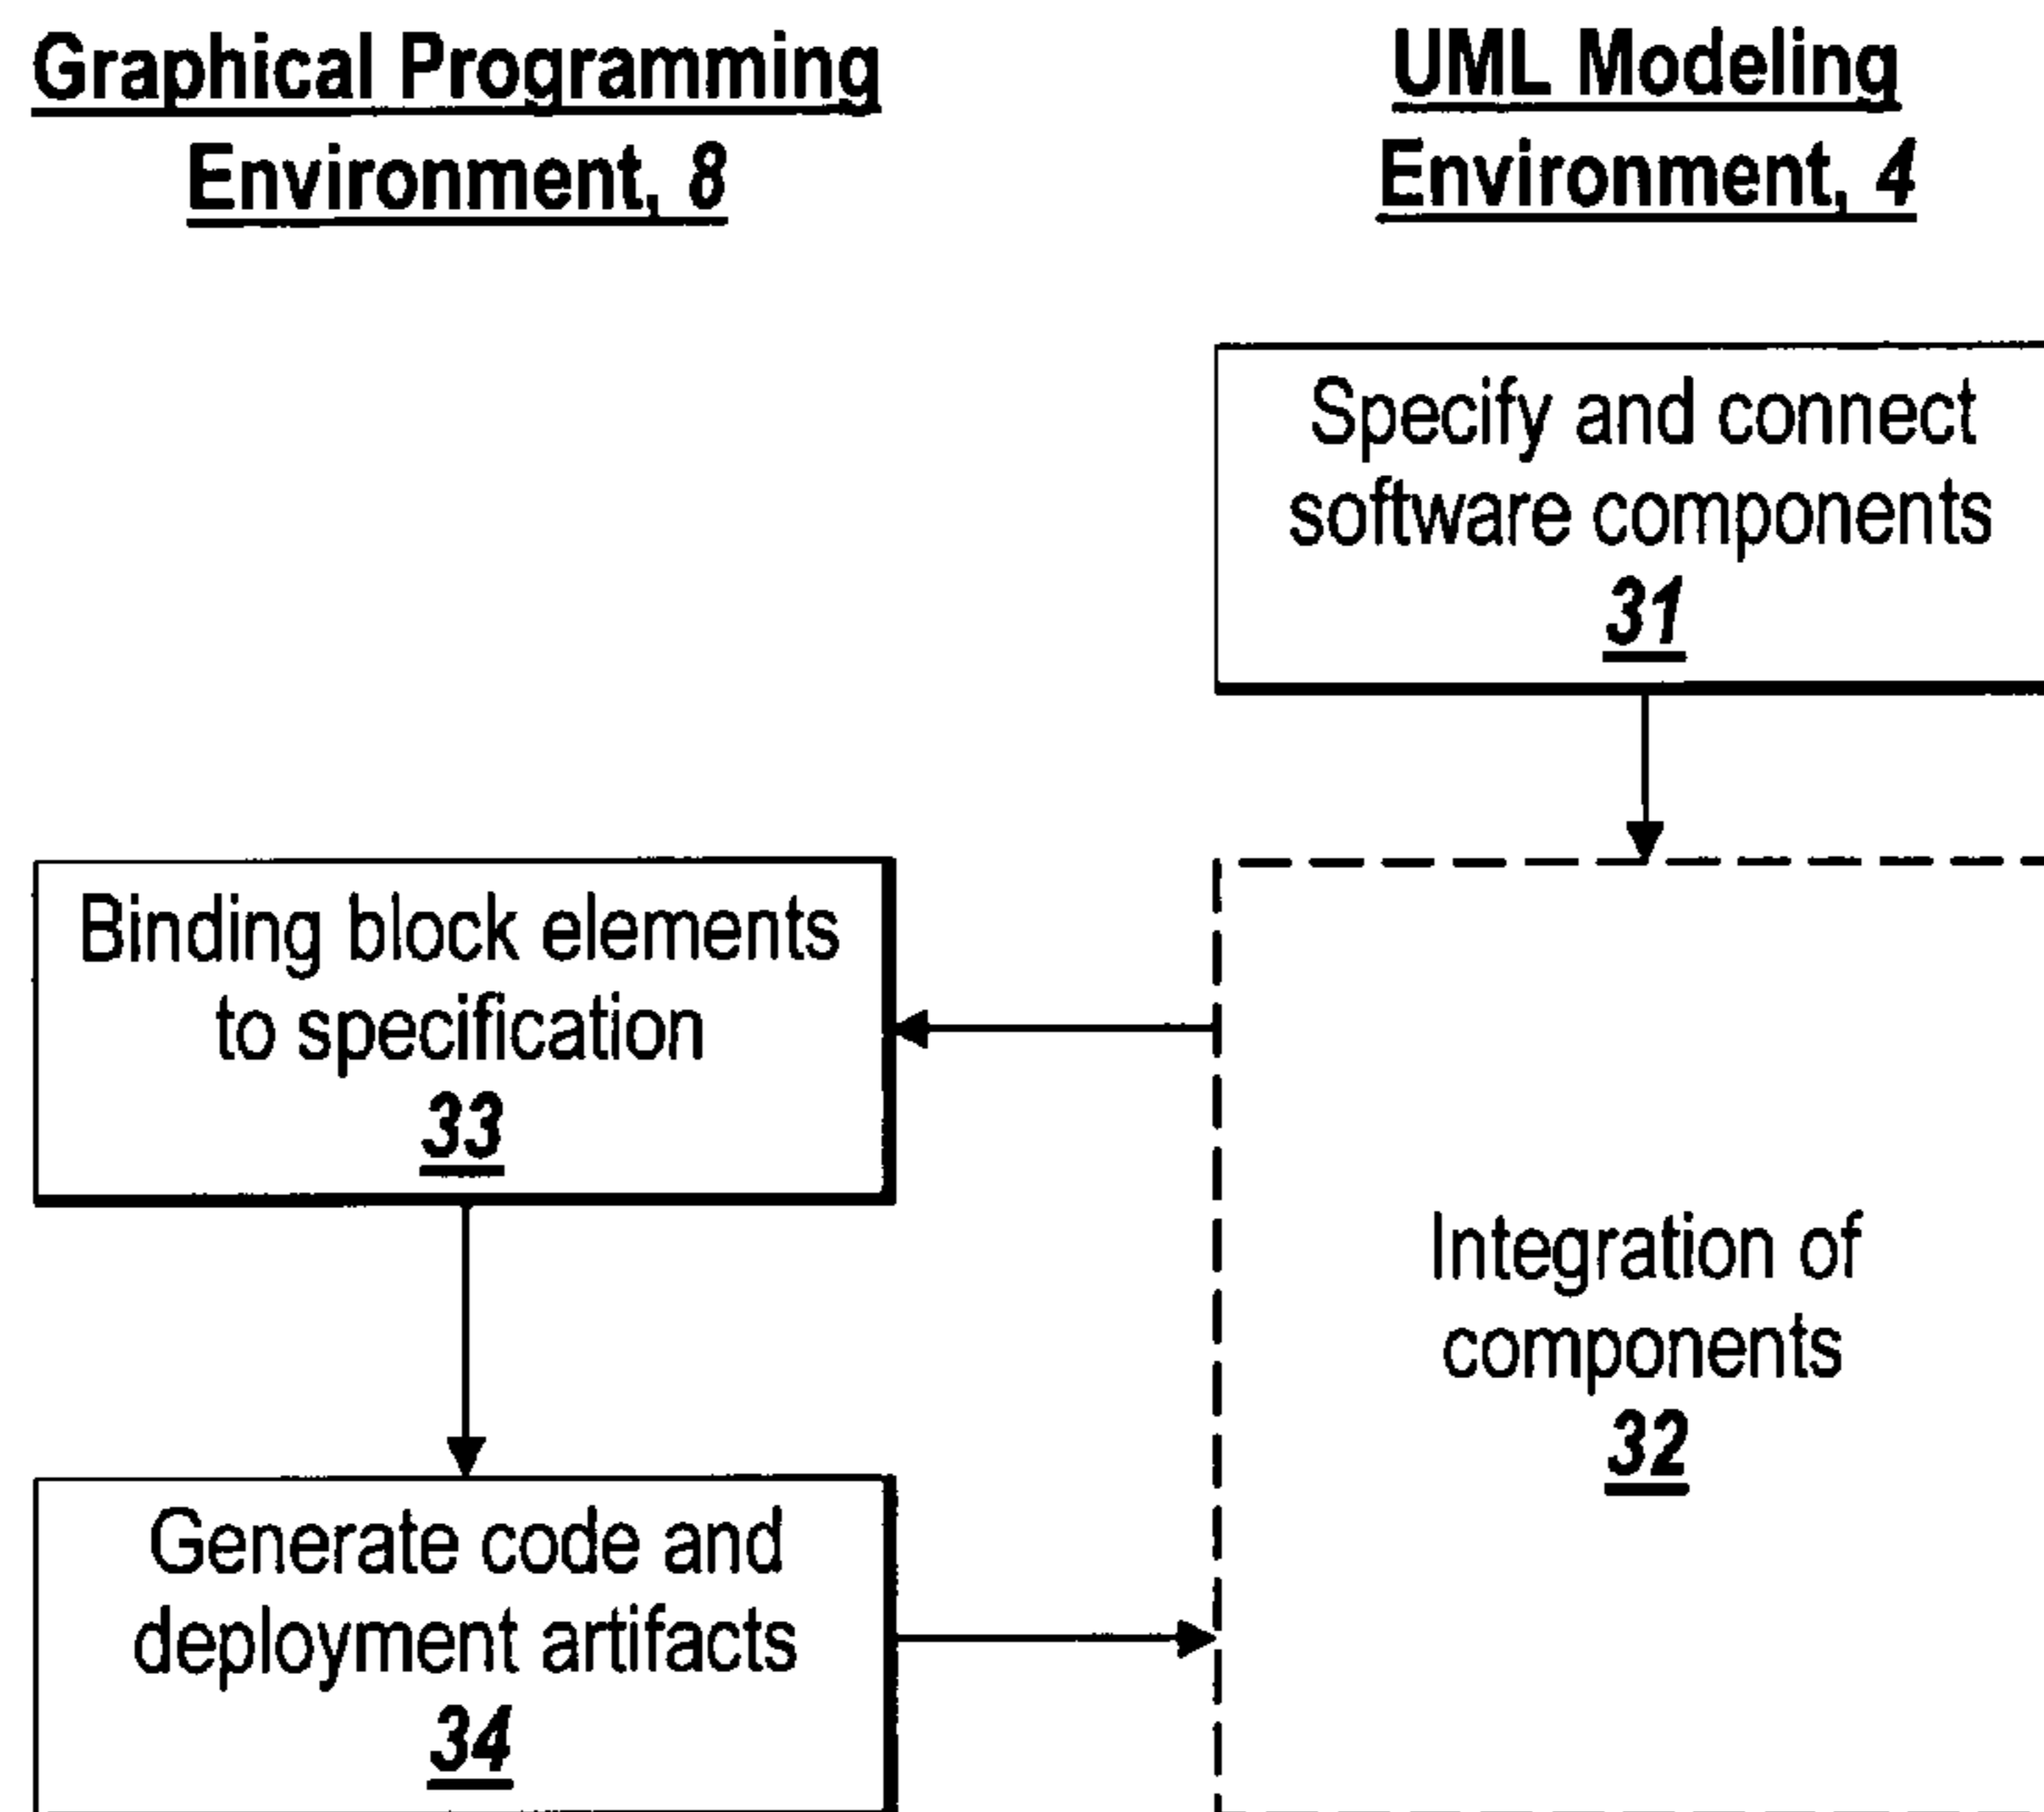 Graphical Programming
Environment, 8
UML Modeling
Environment, 4
Specify and connect
software components
31
Binding block elements
to specification
33
Integration of
components
32
Generate code and
deployment artifacts
34